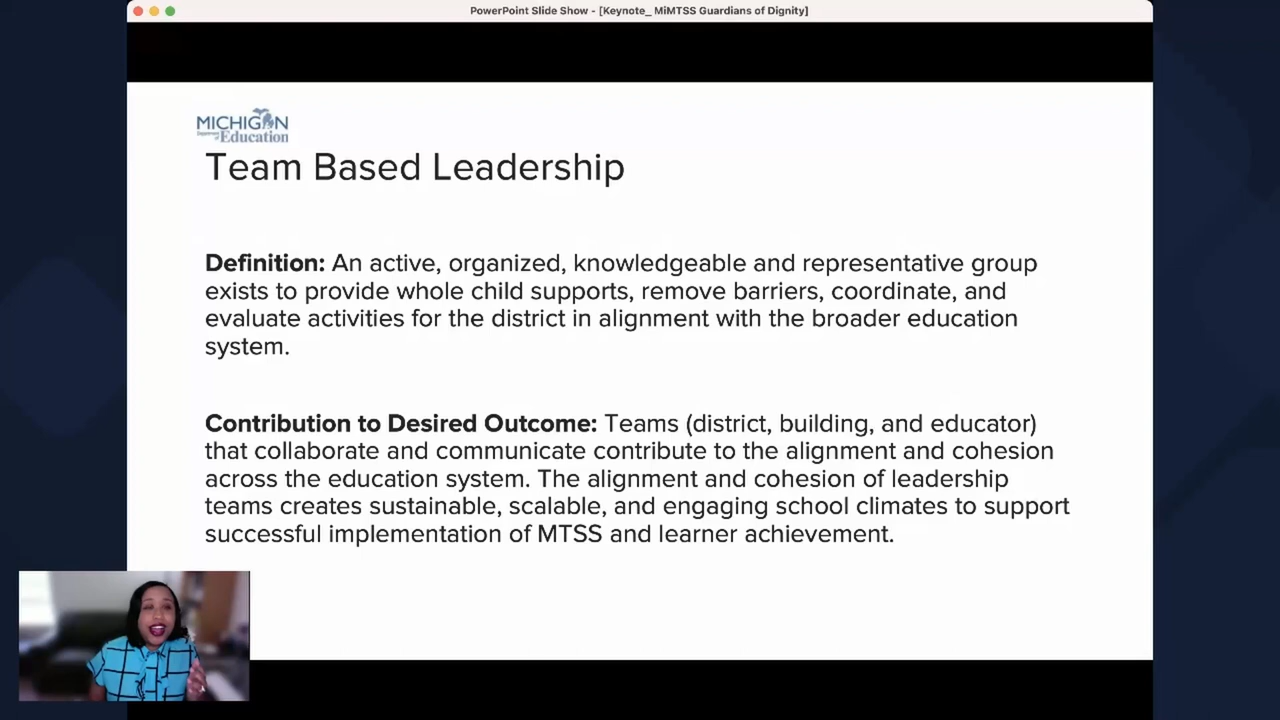 PowerPoint Slide Show - [Keynote_ MiMTSS Guardians of Dignity]
MICHIGAN
Department of Education
Team Based Leadership
Definition: An active, organized, knowledgeable and representative group
exists to provide whole child supports, remove barriers, coordinate, and
evaluate activities for the district in alignment with the broader education
system.
Contribution to Desired Outcome: Teams (district, building, and educator)
that collaborate and communicate contribute to the alignment and cohesion
across the education system. The alignment and cohesion of leadership
teams creates sustainable, scalable, and engaging school climates to support
successful implementation of MTSS and learner achievement.